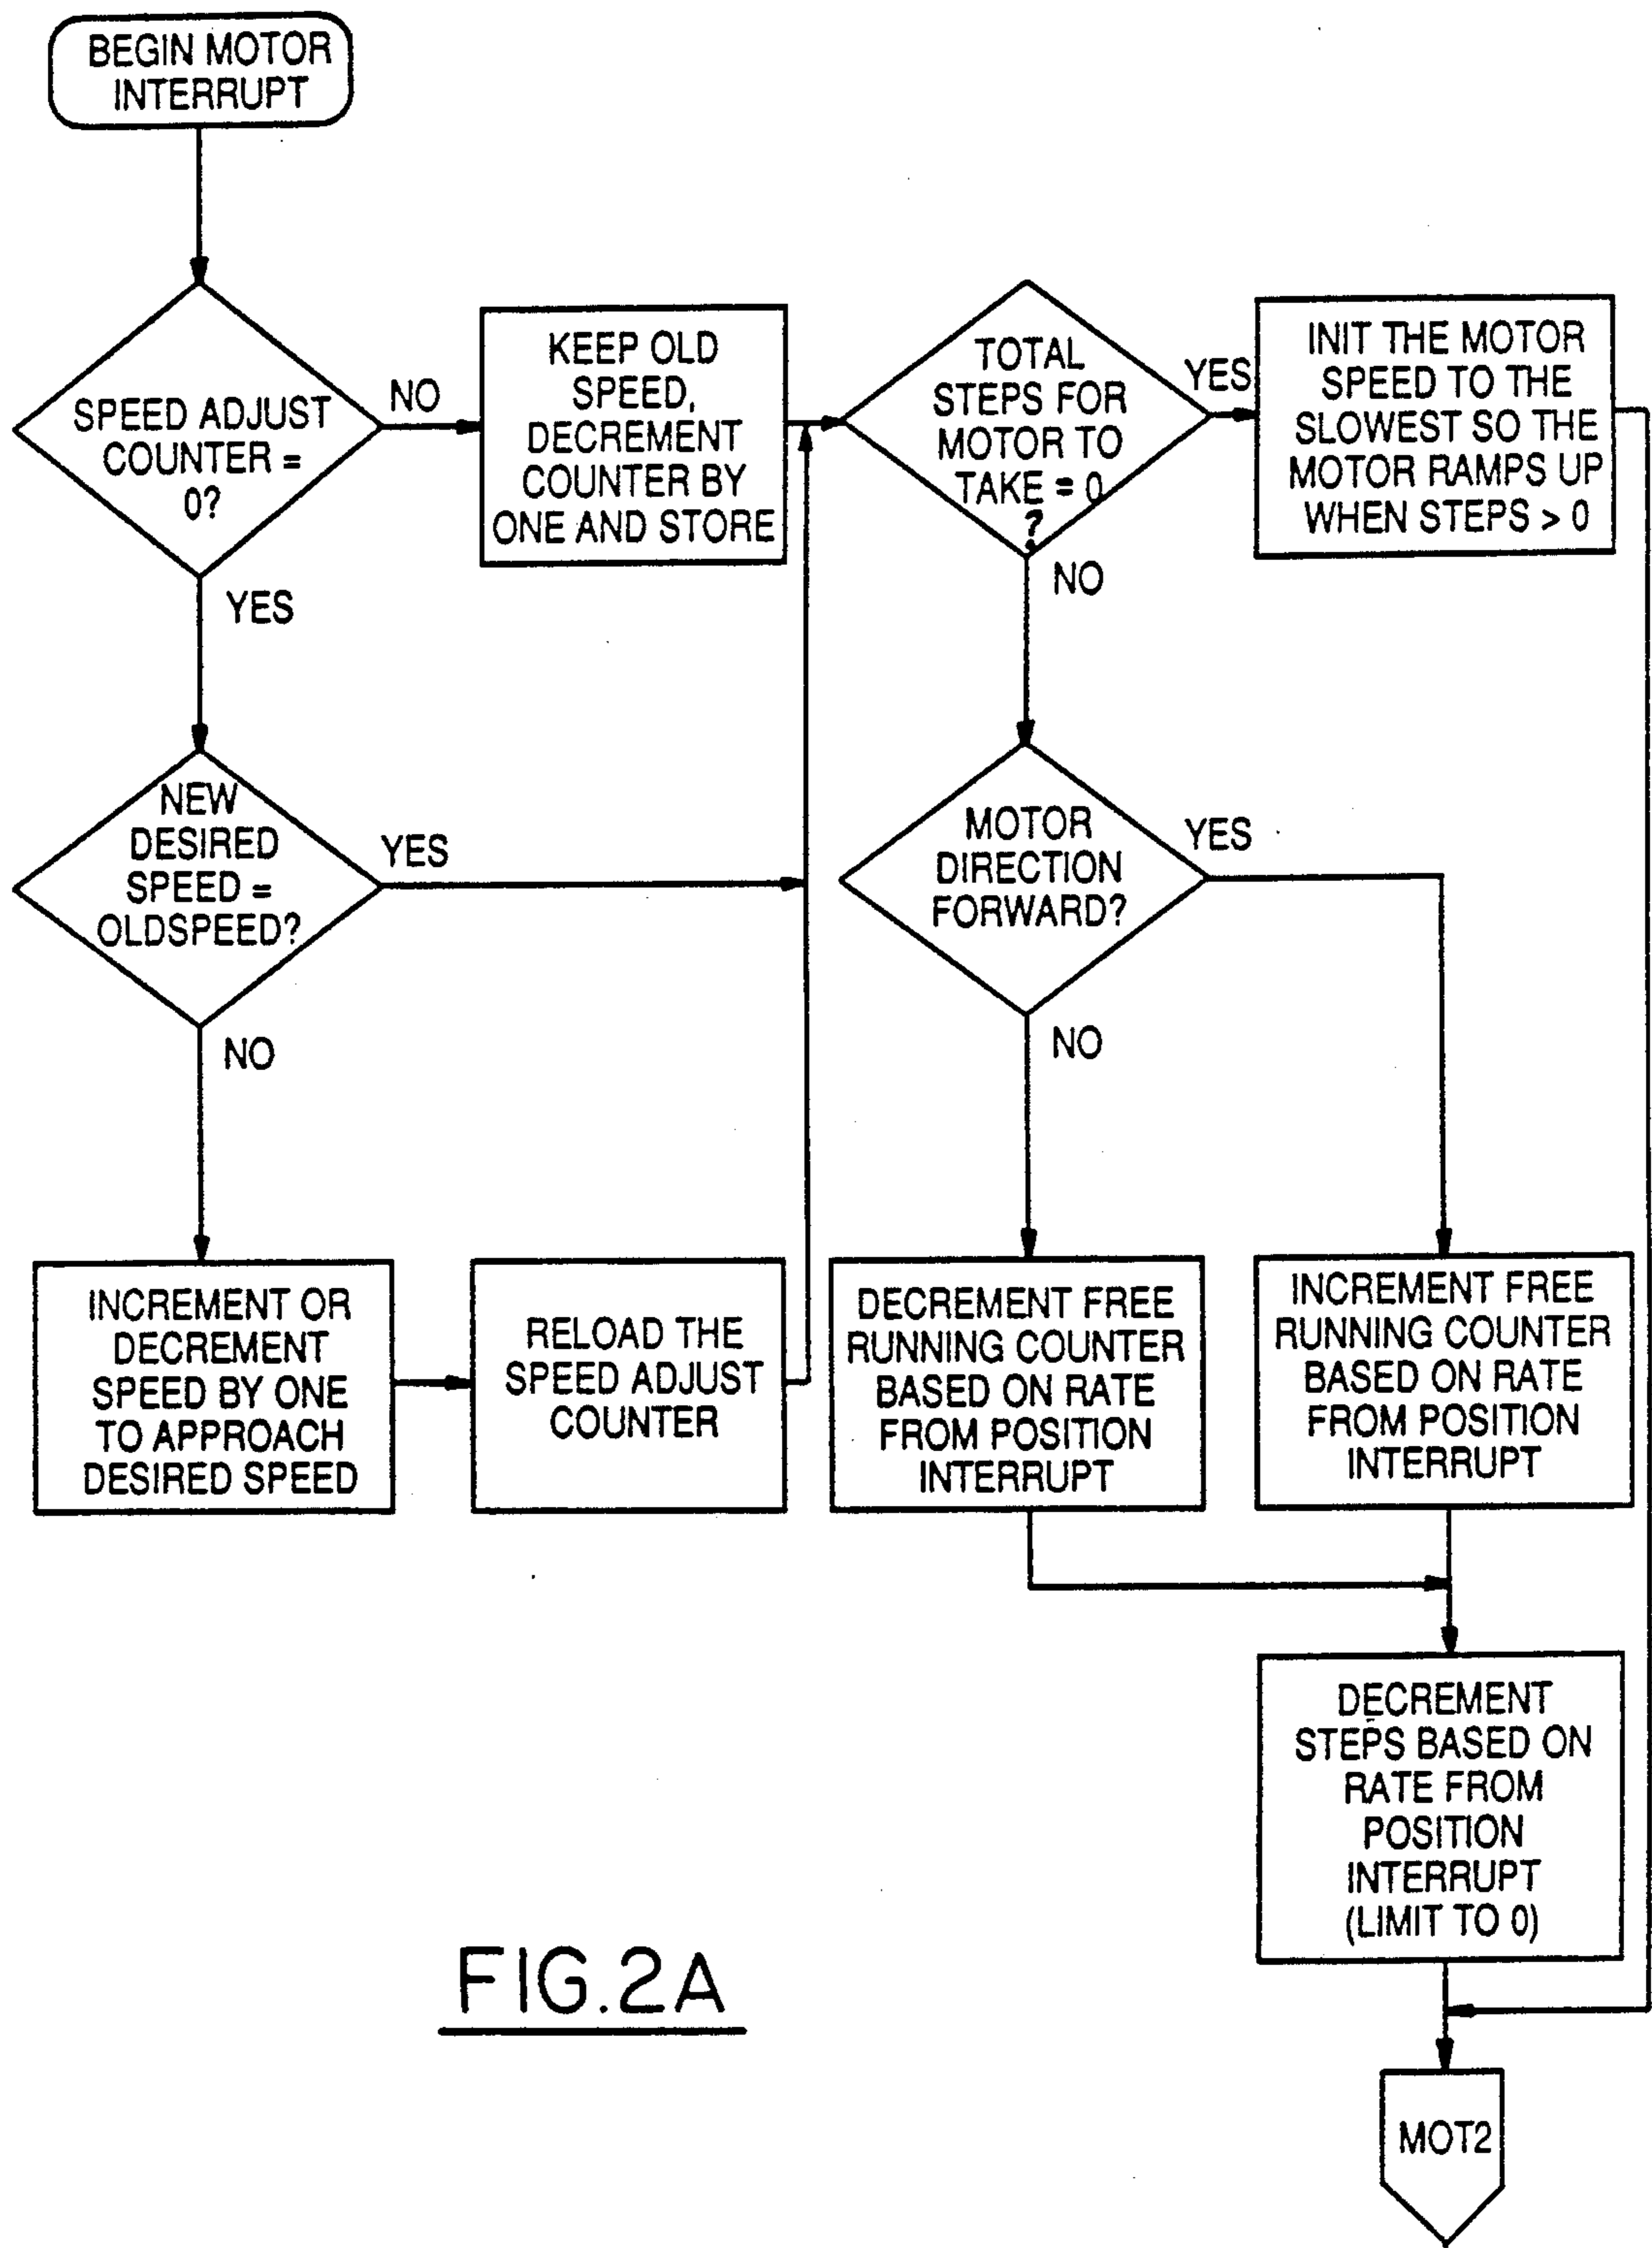 BEGIN MOTOR
INTERRUPT
SPEED ADJUST
COUNTER =
0?
NO
YES
KEEP OLD
SPEED,
DECREMENT
COUNTER BY
ONE AND STORE
TOTAL
STEPS FOR
MOTOR TO
TAKE = 0
?
YES
NO
INIT THE MOTOR
SPEED TO THE
SLOWEST SO THE
MOTOR RAMPS UP
WHEN STEPS > 0
NEW
DESIRED
SPEED =
OLDSPEED?
YES
NO
MOTOR
DIRECTION
FORWARD?
YES
NO
INCREMENT OR
DECREMENT
SPEED BY ONE
TO APPROACH
DESIRED SPEED
RELOAD THE
SPEED ADJUST
COUNTER
DECREMENT FREE
RUNNING COUNTER
BASED ON RATE
FROM POSITION
INTERRUPT
INCREMENT FREE
RUNNING COUNTER
BASED ON RATE
FROM POSITION
INTERRUPT
DECREMENT
STEPS BASED ON
RATE FROM
POSITION
INTERRUPT
(LIMIT TO 0)
MOT2
FIG.2A